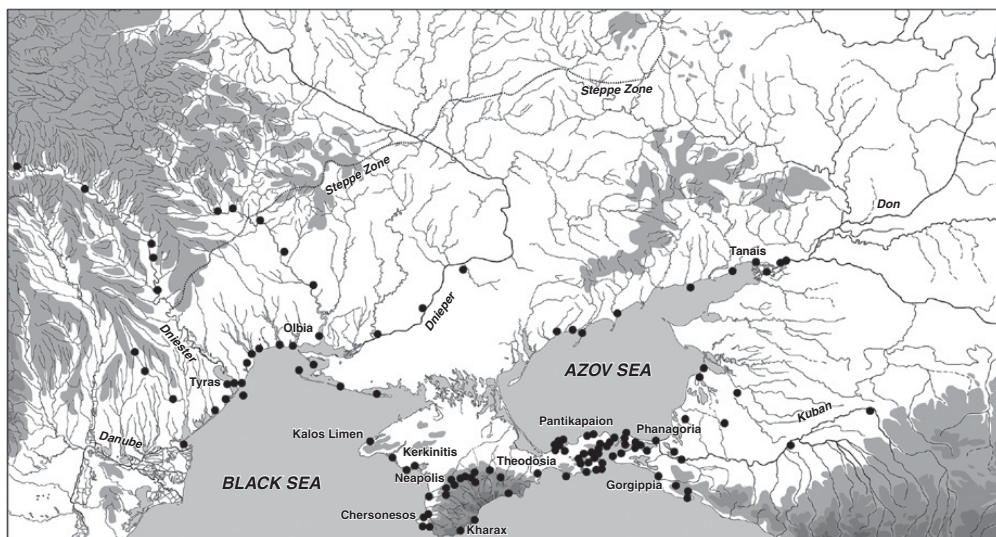 Steppe Zone
Steppe Zone
Don
Tanais
Dnieper
Olbia
Dniester
AZOV SEA
Tyras
Kuban
Pantikapaion
Phanagoria
Kalos Limen
Danube
Kerkinitis
Theodosia
Neapolis
BLACK SEA
Gorgippia
Chersonesos
Kharax